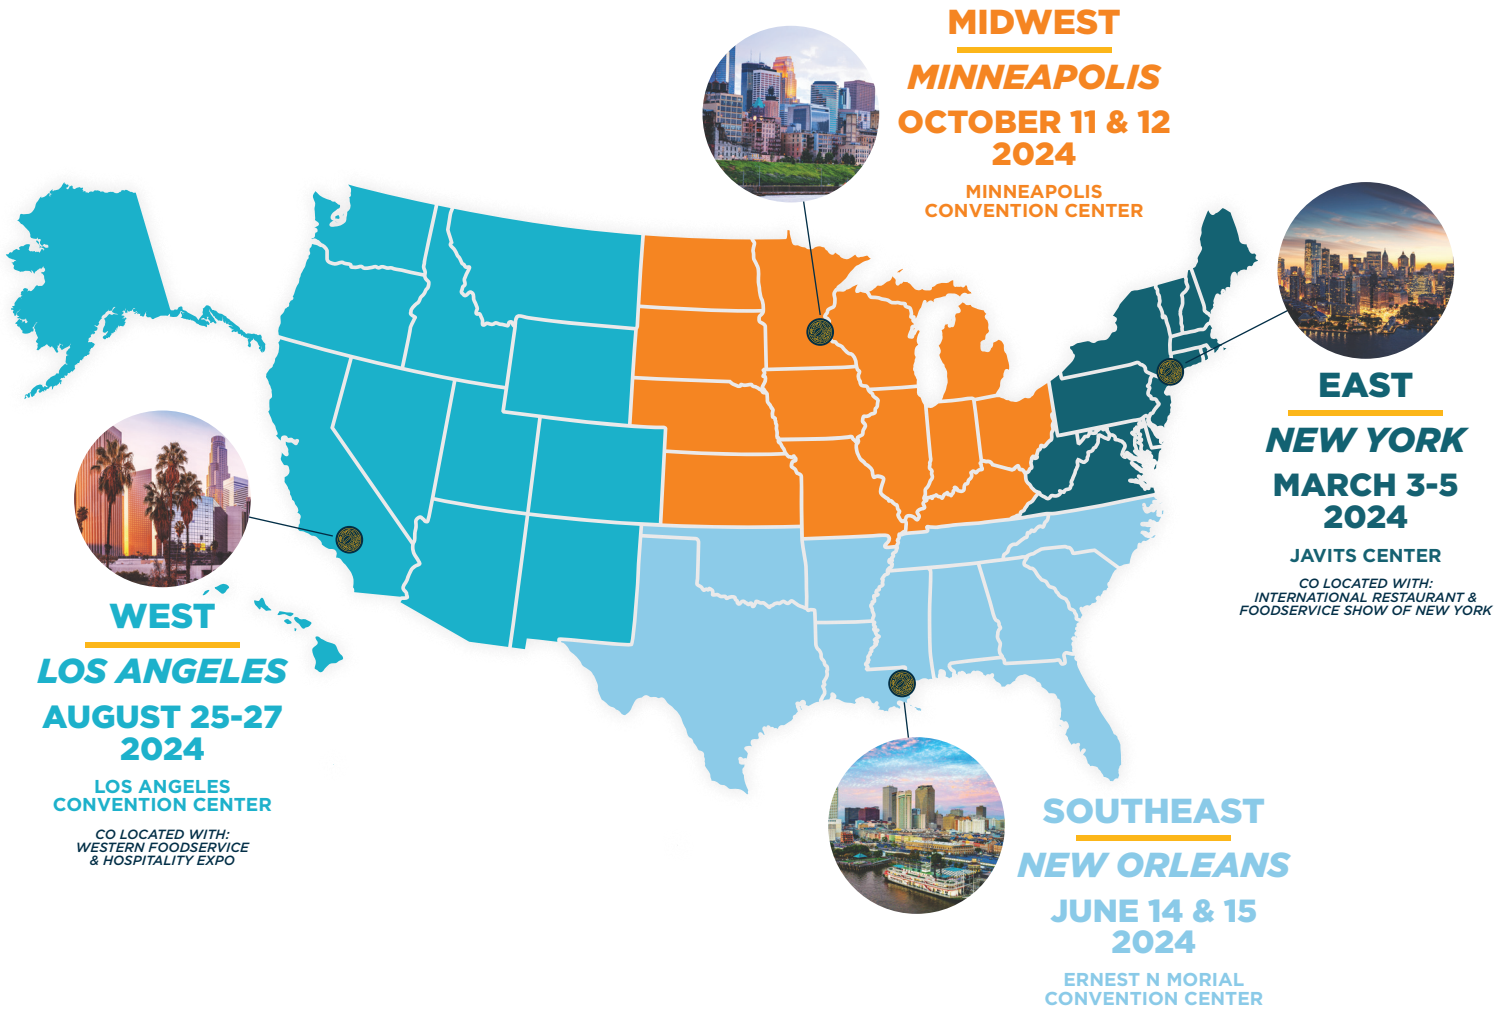 MIDWEST
MINNEAPOLIS
OCTOBER 11 & 12
2024
MINNEAPOLIS
CONVENTION CENTER
EAST
NEW YORK
MARCH 3-5
2024
JAVITS CENTER
CO LOCATED WITH:
INTERNATIONAL RESTAURANT &
FOODSERVICE SHOW OF NEW YORK
WEST
LOS ANGELES
AUGUST 25-27
2024
LOS ANGELES
CONVENTION CENTER
CO LOCATED WITH:
WESTERN FOODSERVICE
& HOSPITALITY EXPO
SOUTHEAST
NEW ORLEANS
JUNE 14 & 15
2024
ERNEST N MORIAL
CONVENTION CENTER